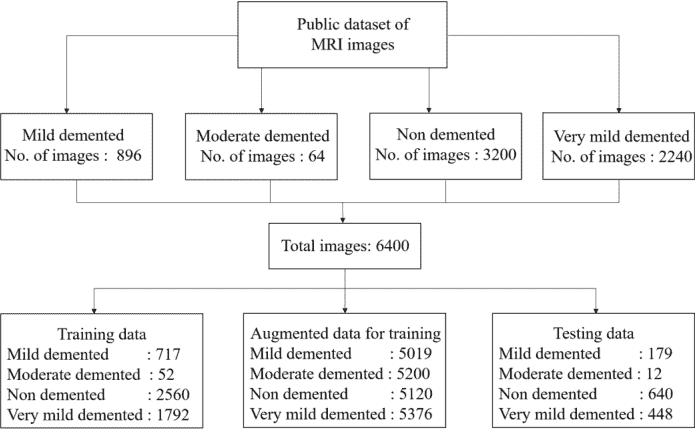 Public dataset of
MRI images
Mild demented
No. of images : 896
Moderate demented
No. of images : 64
Non demented
No. of images : 3200
Very mild demented
No. of images : 2240
Total images: 6400
Training data
Mild demented : 717
Moderate demented : 52
Non demented : 2560
Very mild demented : 1792
Augmented data for training
Mild demented : 5019
Moderate demented : 5200
Non demented : 5120
Very mild demented : 5376
Testing data
Mild demented : 179
Moderate demented : 12
Non demented : 640
Very mild demented : 448